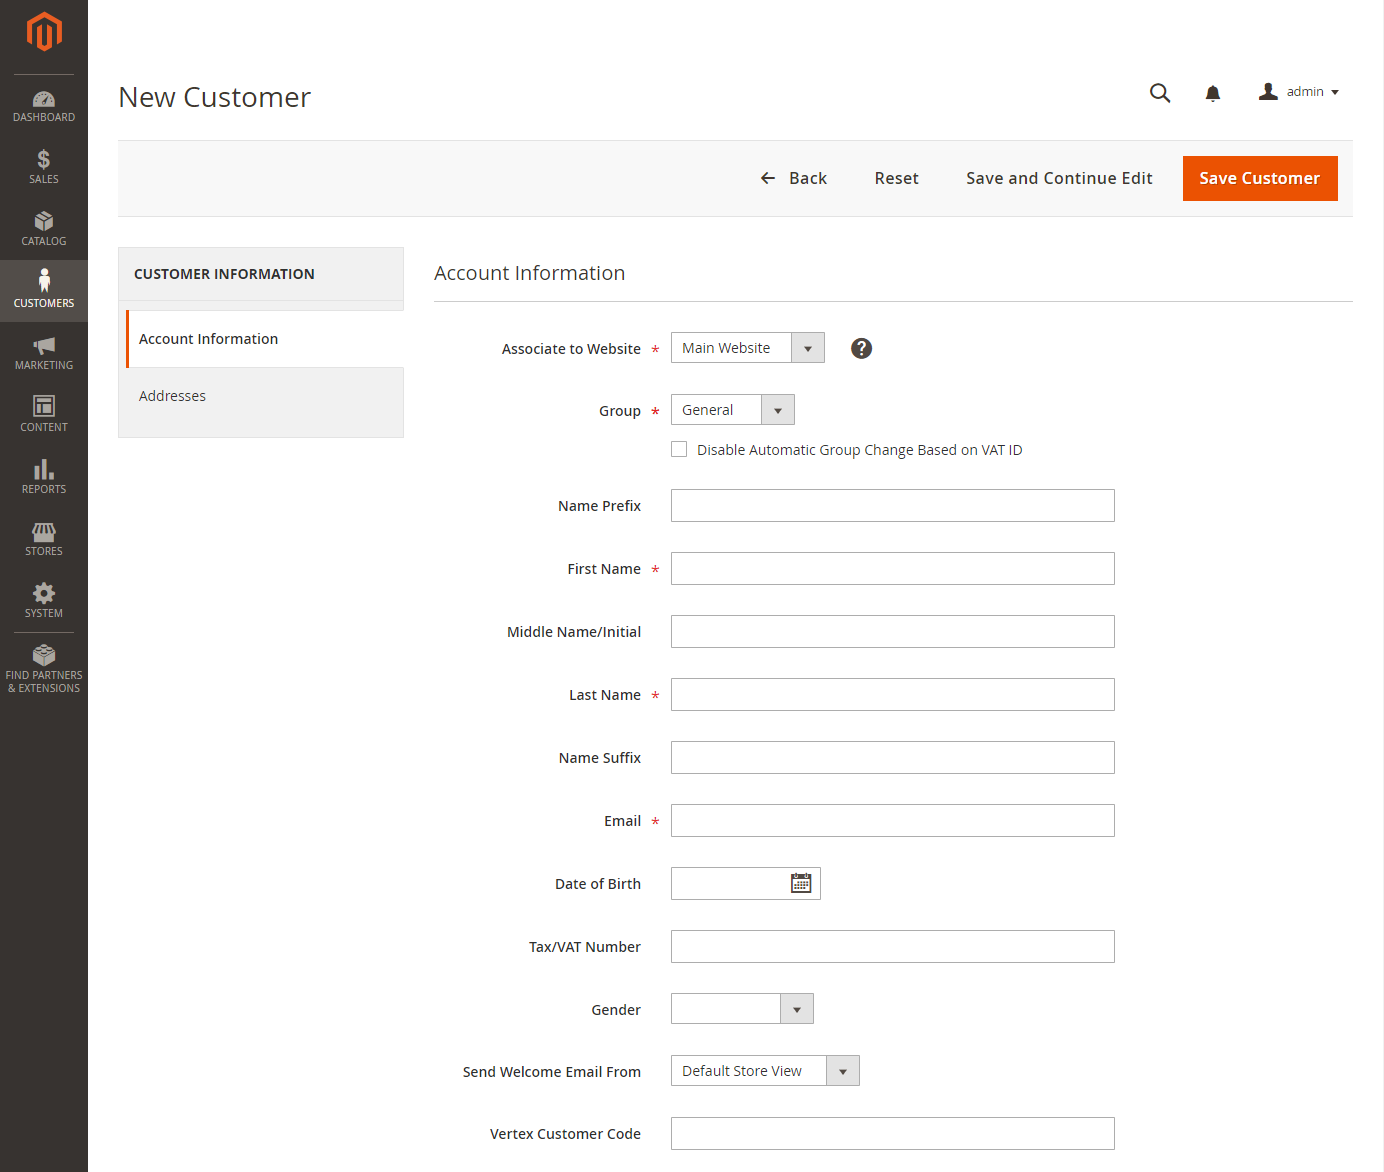 DASHBOARD
SALES
CATALOG
CUSTOMERS
MARKETING
CONTENT
REPORTS
STORES
SYSTEM
FIND PARTNERS
& EXTENSIONS
New Customer
admin
Back
Reset
Save and Continue Edit
Save Customer
CUSTOMER INFORMATION
Account Information
Addresses
Account Information
Associate to Website * Main Website ?
Group * General
Disable Automatic Group Change Based on VAT ID
Name Prefix
First Name *
Middle Name/Initial
Last Name *
Name Suffix
Email *
Date of Birth
Tax/VAT Number
Gender
Send Welcome Email From Default Store View
Vertex Customer Code